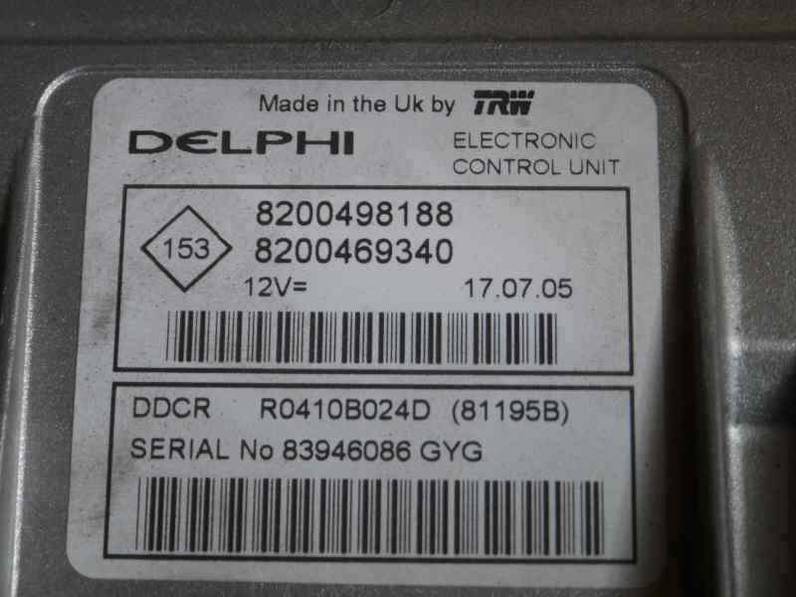 Made in the Uk by TRW
DELPHI
ELECTRONIC
CONTROL UNIT
153
8200498188
8200469340
12V=
17.07.05
DDCR R0410B024D (81195B)
SERIAL No 83946086 GYG